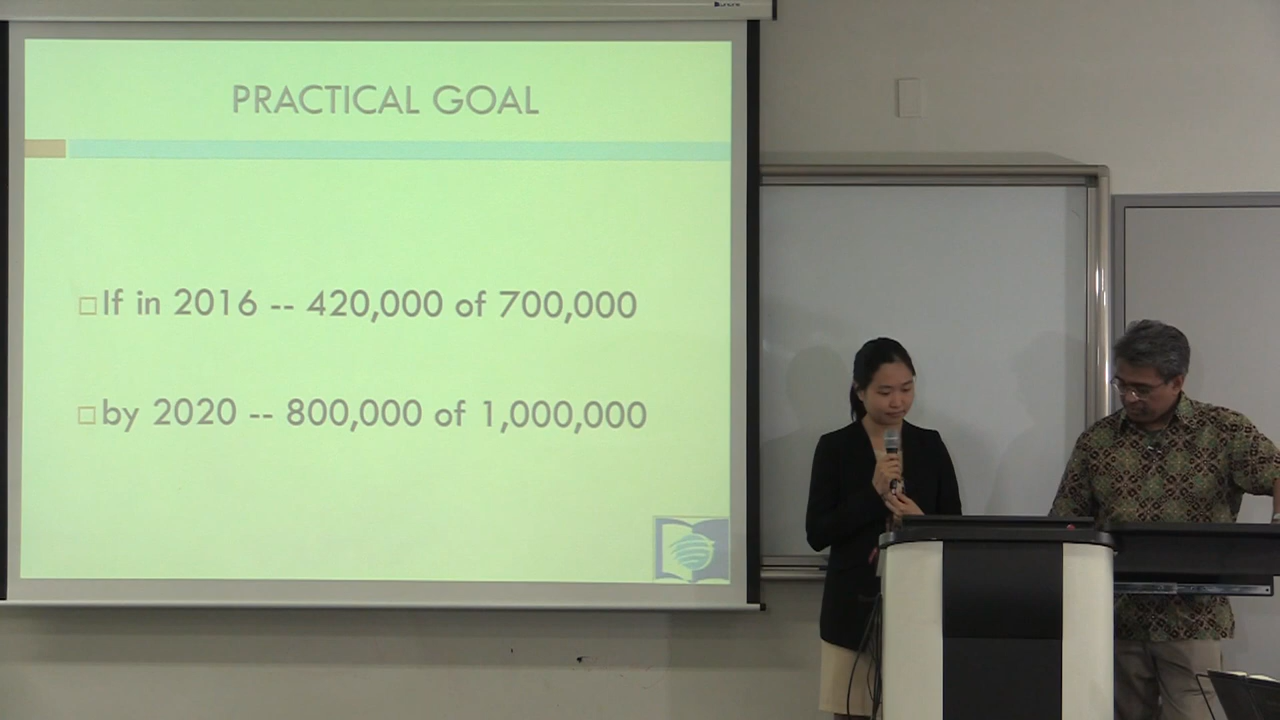 PRACTICAL GOAL
If in 2016 -- 420,000 of 700,000
by 2020 -- 800,000 of 1,000,000